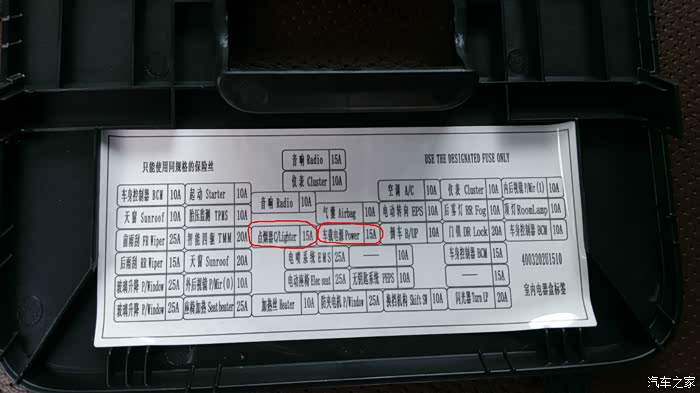 音响 Radio 15A
只能使用同规格的保险丝
USE THE DESIGNATED FUSE ONLY
仪表 Cluster 10A
车身控制器 BCM 10A
起动 Starter 10A
音响 Radio 10A
空调 A/C 10A
仪表 Cluster 10A
内后视镜 P/Mir(I) 10A
天窗 Sunroof 10A
胎压监测 TPMS 10A
气囊 Airbag 10A
电动转向 EPS 10A
后雾灯 RR Fog 10A
顶灯 RoomLamp 10A
前雨刮 FR Wiper 25A
智能四驱 TMM 20A
点烟器 C/Lighter 15A
车载电源 Power 15A
倒车 B/UP 10A
门锁 DR Lock 20A
车身控制器 BCM 10A
后雨刮 RR Wiper 15A
天窗 Sunroof 20A
电喷系统 EMS 25A
—— 25A
车身控制器 BCM 15A
400320201510
玻璃升降 P/Window 25A
外后视镜 P/Mir(O) 10A
电动座椅 Elec seat 25A
无钥匙系统 PEPS 10A
—— 15A
玻璃升降 P/Window 25A
座椅加热 Seatheater 25A
加热丝 Heater 10A
防夹电机 P/Window 25A
换挡机构 Shift SW 10A
闪光器 Turn LP 20A
室内电器盒标签
汽车之家